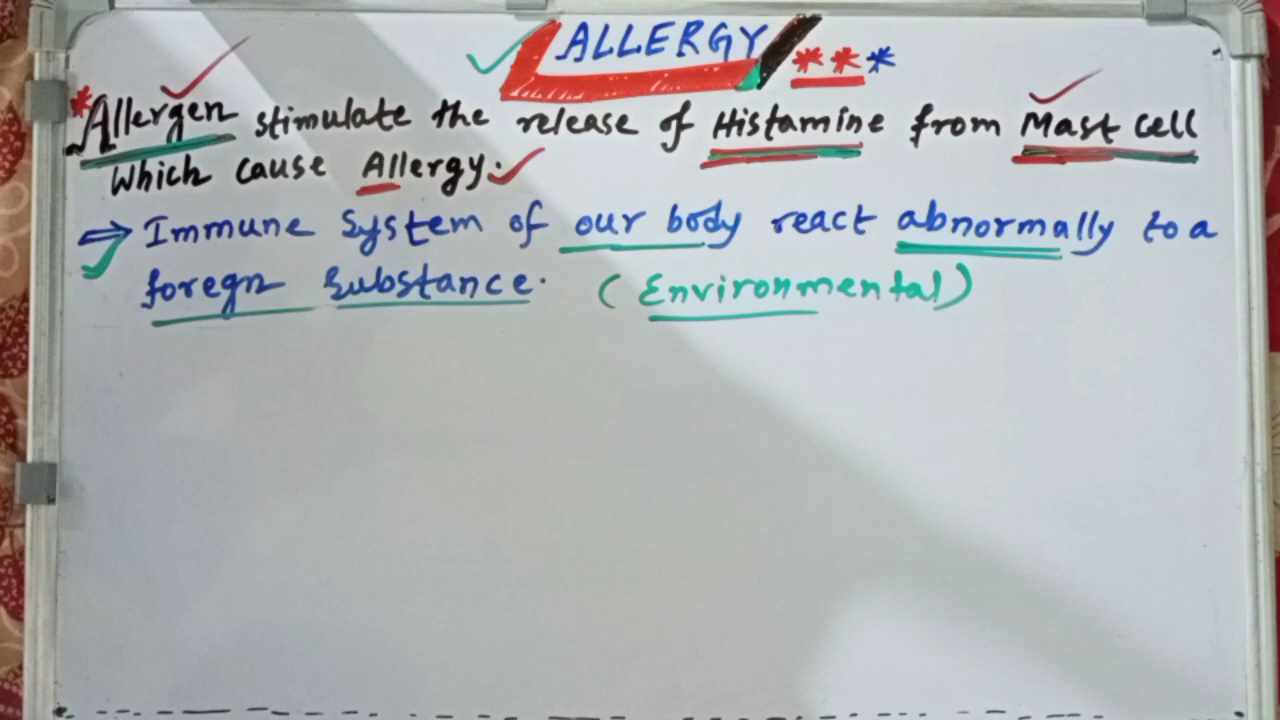 ALLERGY ***
*Allergen stimulate the release of Histamine from Mast cell
which cause Allergy.
⇒ Immune System of our body react abnormally to a
foregn substance. (Environmental)